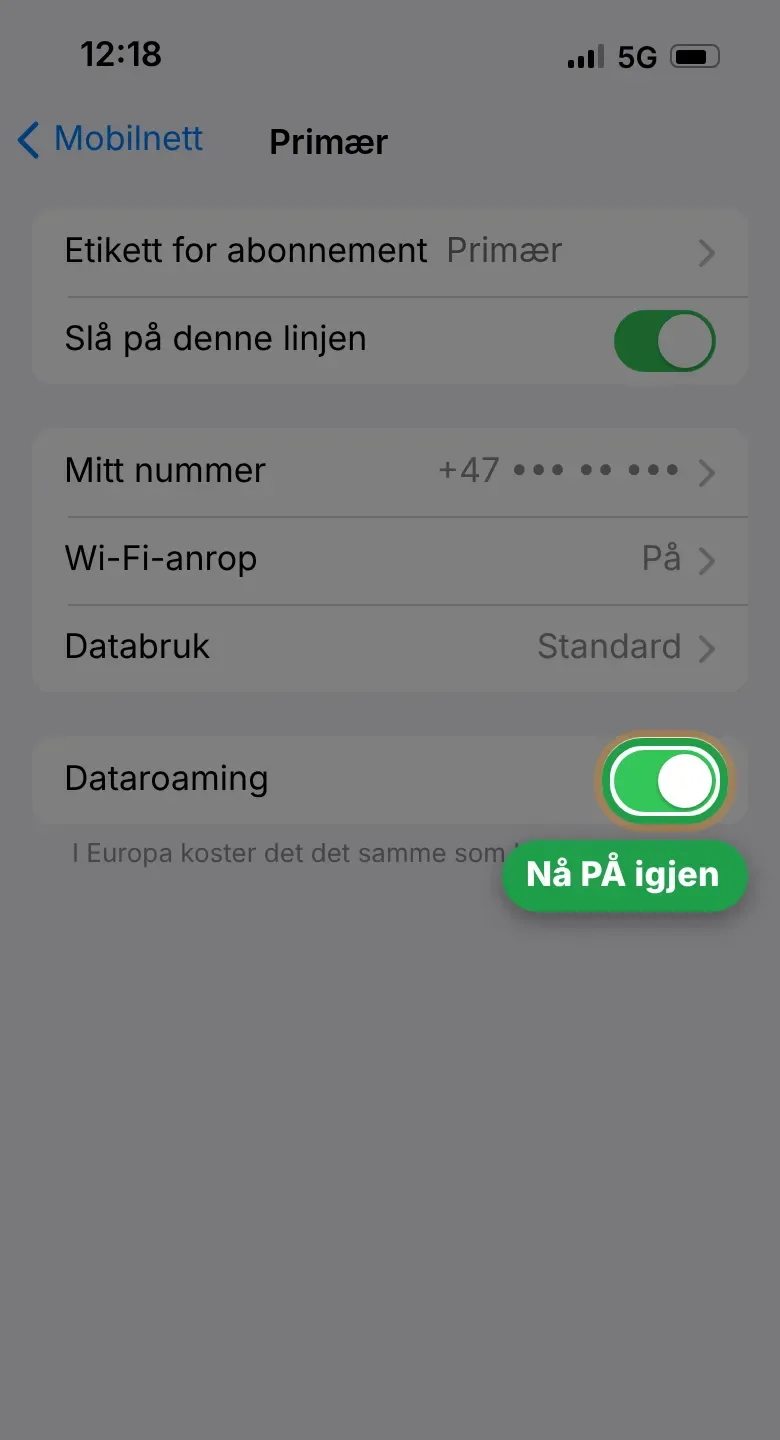 12:18
5G
Mobilnett
Primær
Etikett for abonnement Primær
Slå på denne linjen
Mitt nummer +47 ••• •• •••
Wi-Fi-anrop På
Databruk Standard
Dataroaming
I Europa koster det det samme som
Nå PÅ igjen